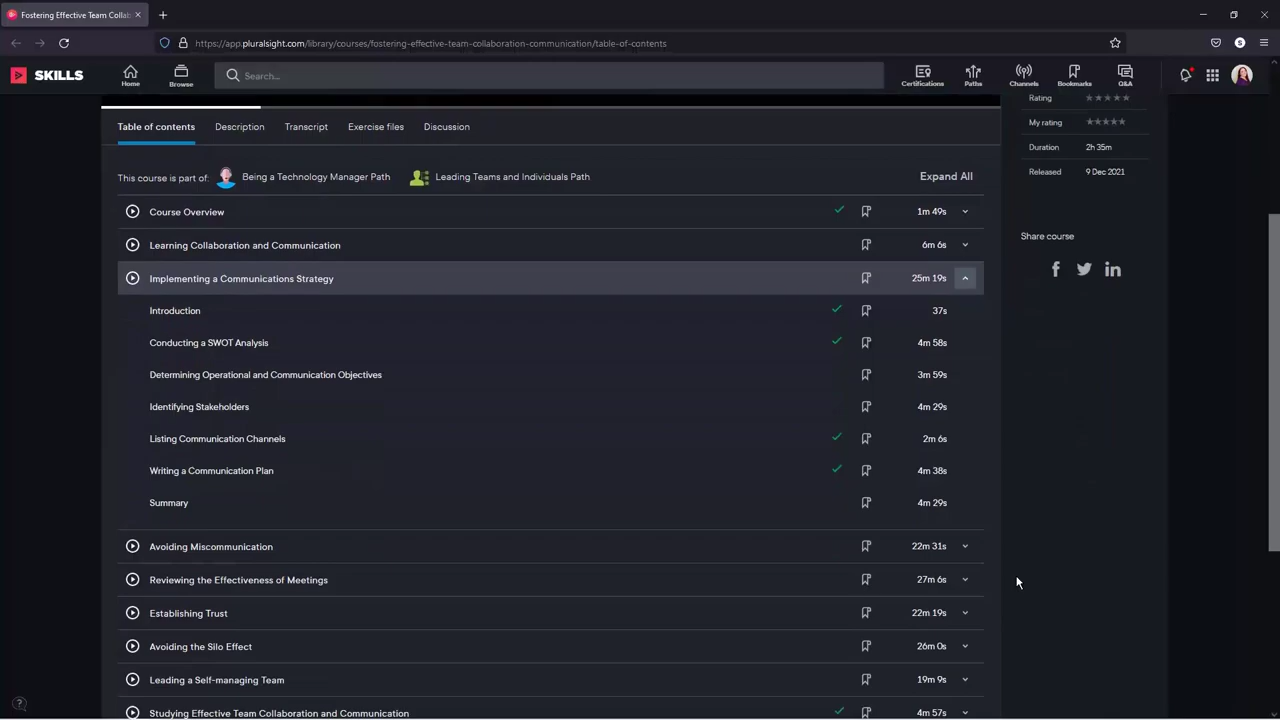 Fostering Effective Team Collab
https://app.pluralsight.com/library/courses/fostering-effective-team-collaboration-communication/table-of-contents
S
SKILLS
Home
Browse
Search...
Certifications
Paths
Channels
Bookmarks
Q&A
Table of contents
Description
Transcript
Exercise files
Discussion
This course is part of:
Being a Technology Manager Path
Leading Teams and Individuals Path
Expand All
Course Overview 1m 49s
Learning Collaboration and Communication 6m 6s
Implementing a Communications Strategy 25m 19s
Introduction 37s
Conducting a SWOT Analysis 4m 58s
Determining Operational and Communication Objectives 3m 59s
Identifying Stakeholders 4m 29s
Listing Communication Channels 2m 6s
Writing a Communication Plan 4m 38s
Summary 4m 29s
Avoiding Miscommunication 22m 31s
Reviewing the Effectiveness of Meetings 27m 6s
Establishing Trust 22m 19s
Avoiding the Silo Effect 26m 0s
Leading a Self-managing Team 19m 9s
Studying Effective Team Collaboration and Communication 4m 57s
Rating
My rating
Duration 2h 35m
Released 9 Dec 2021
Share course
f
in
?